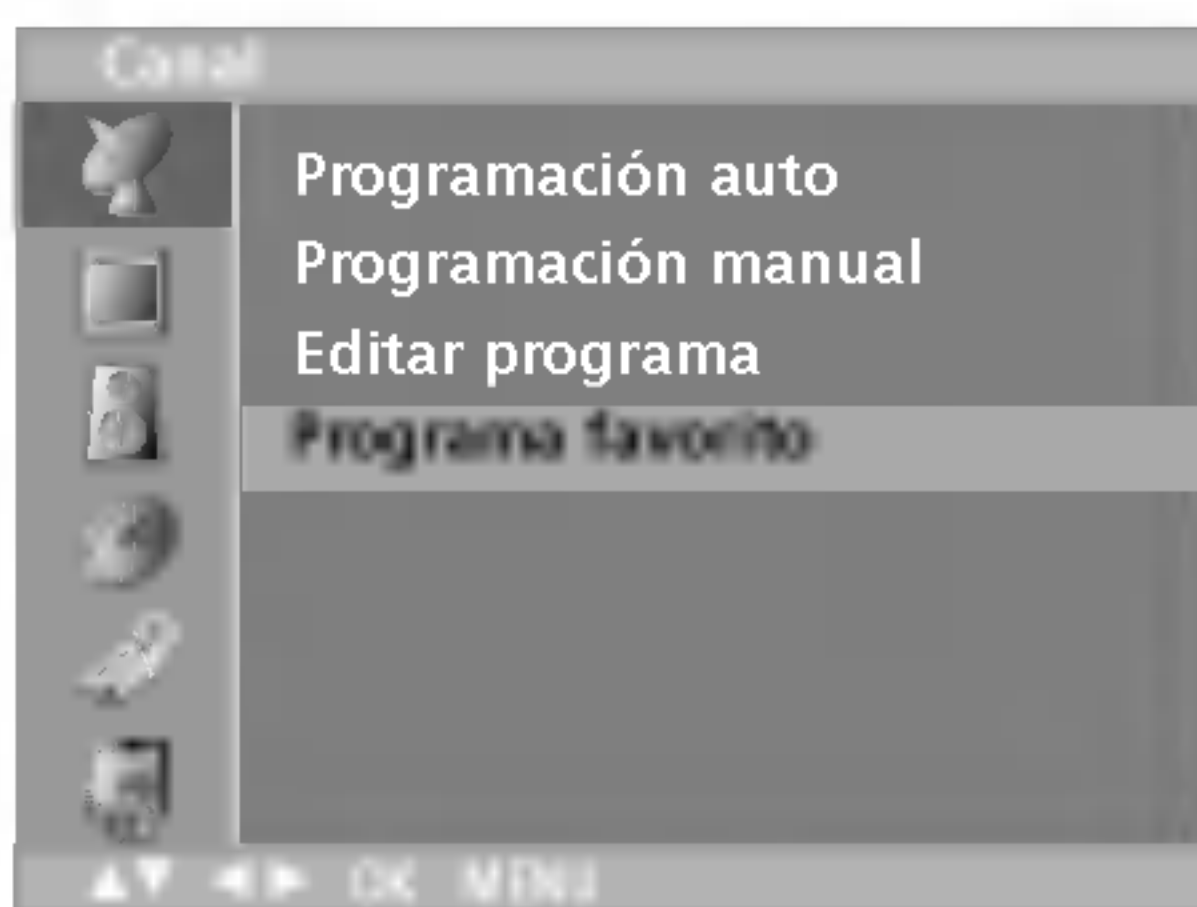 Canal
Programación auto
Programación manual
Editar programa
Programa favorito
▲▼ ◀▶ OK MENU